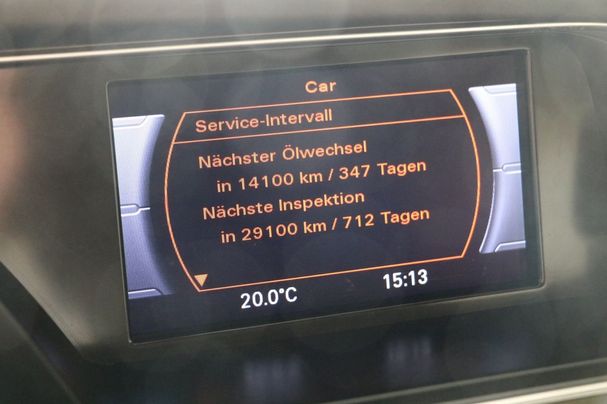 Car
Service-Intervall
Nächster Ölwechsel
in 14100 km / 347 Tagen
Nächste Inspektion
in 29100 km / 712 Tagen
20.0°C
15:13